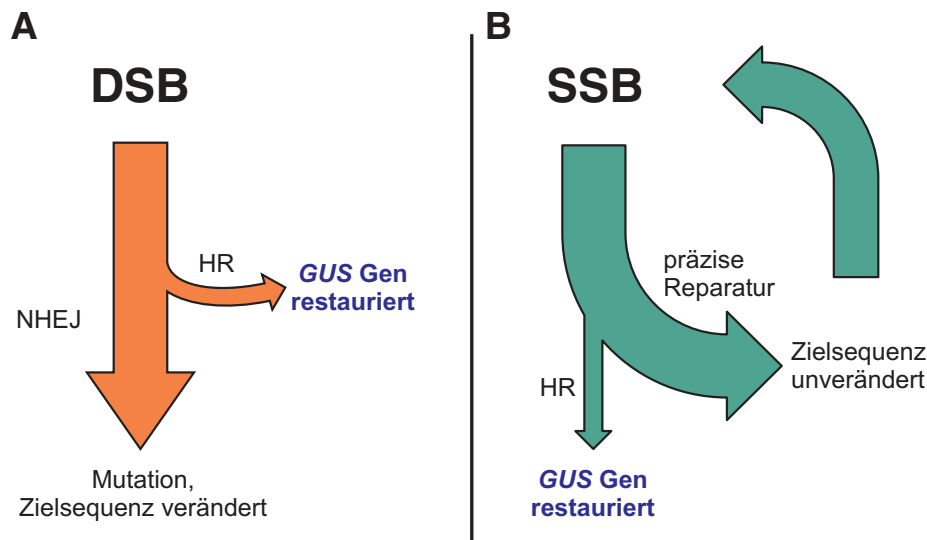 A
DSB
HR
GUS Gen
restauriert
NHEJ
Mutation,
Zielsequenz verändert
B
SSB
präzise
Reparatur
Zielsequenz
unverändert
HR
GUS Gen
restauriert